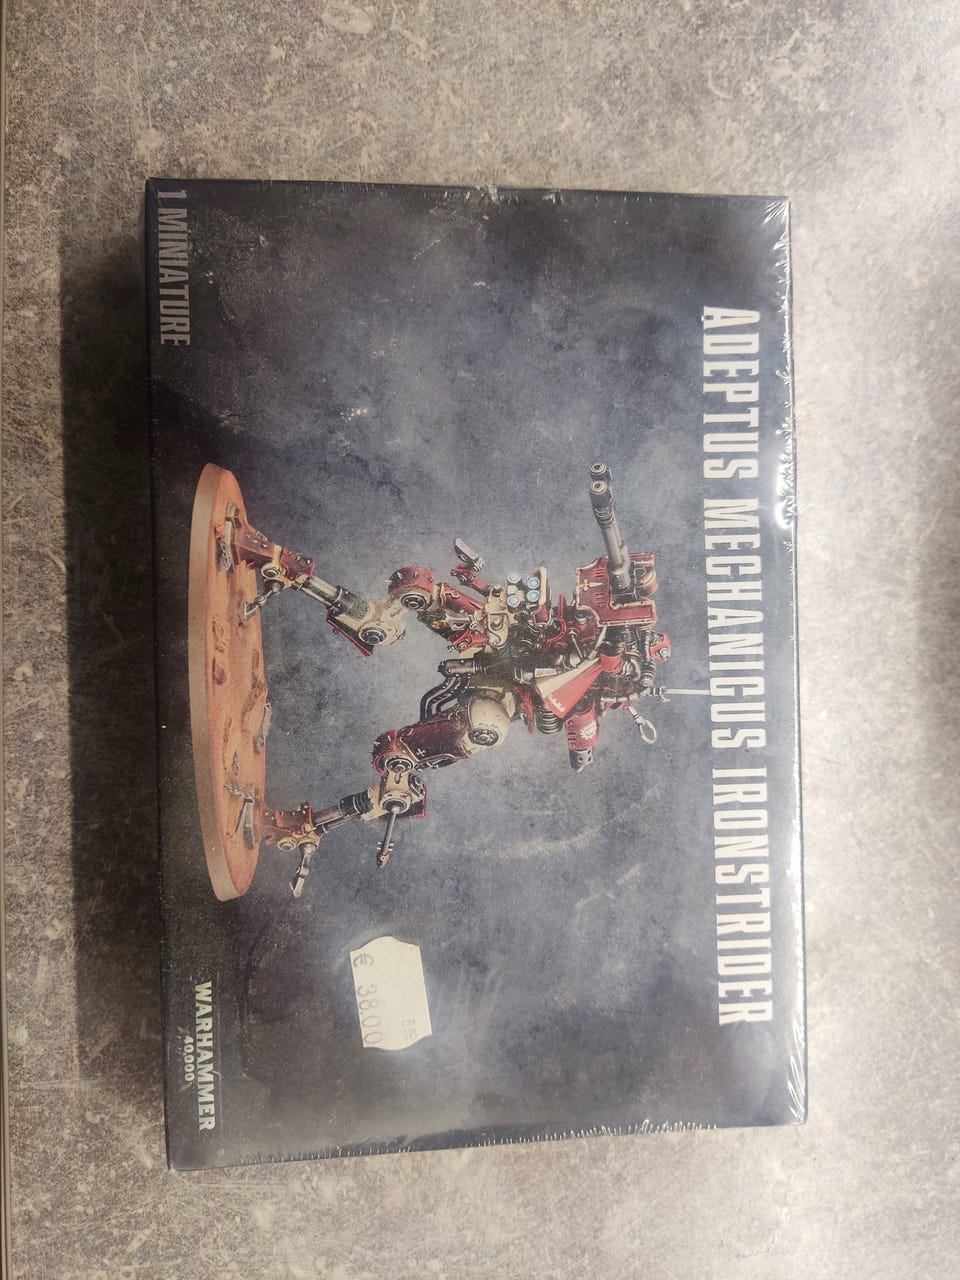 ADEPTUS MECHANICUS IRONSTRIDER
€ 38.00
1 MINIATURE
WARHAMMER
40,000